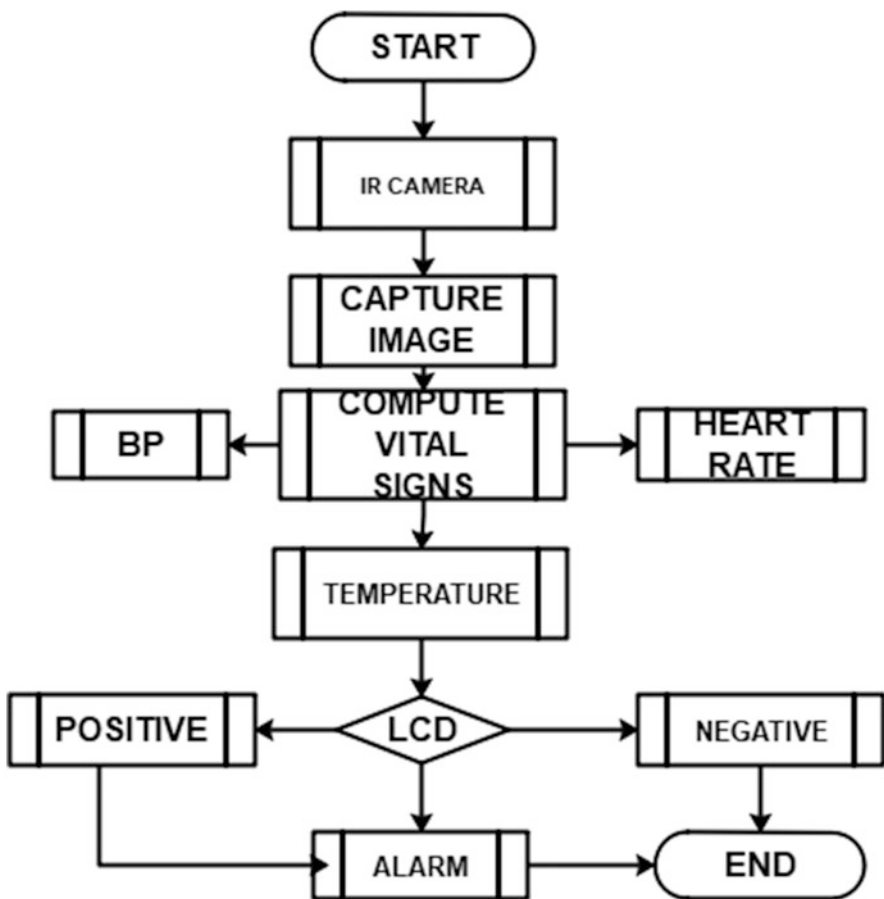 START
IR CAMERA
CAPTURE
IMAGE
COMPUTE
VITAL
SIGNS
BP
HEART
RATE
TEMPERATURE
POSITIVE
LCD
NEGATIVE
ALARM
END